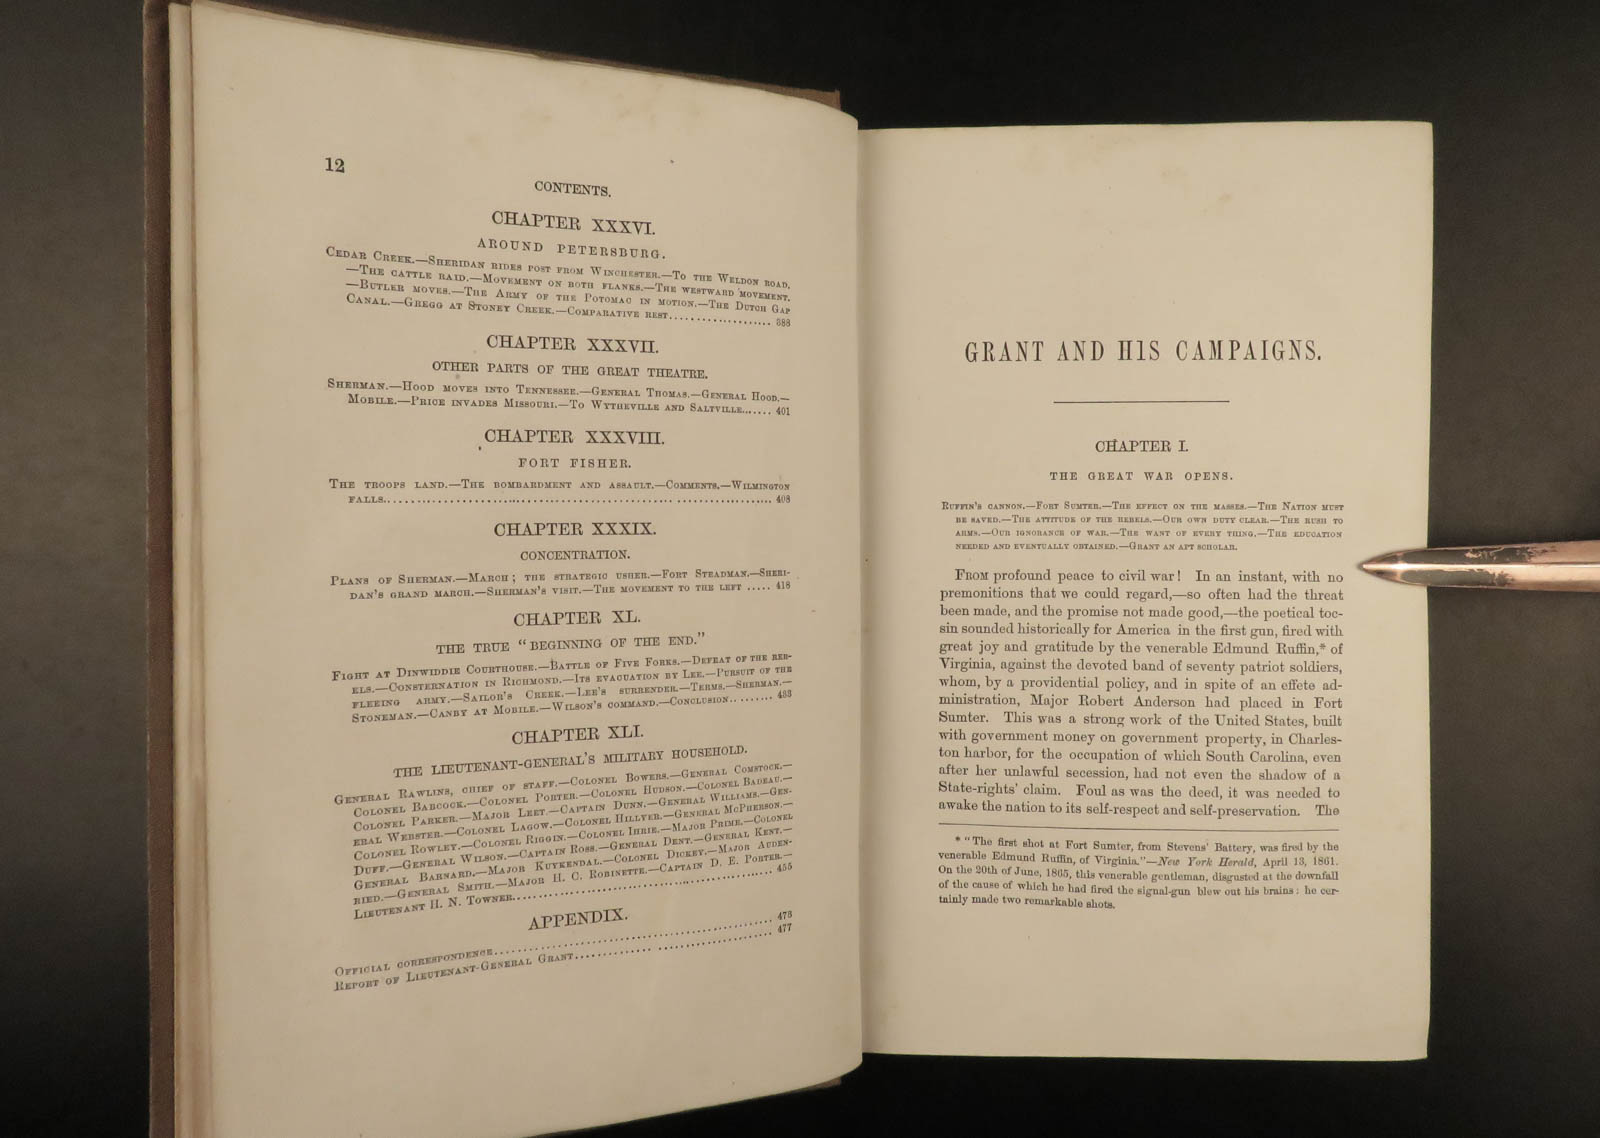 12
CONTENTS.
CHAPTER XXXVI.
AROUND PETERSBURG.
CEDAR CREEK.—SHERIDAN RIDES POST FROM WINCHESTER.—TO THE WELDON ROAD.
—THE CATTLE RAID.—MOVEMENT ON BOTH FLANKS.—THE WESTWARD MOVEMENT.
—BUTLER MOVES.—THE ARMY OF THE POTOMAC IN MOTION.—THE DUTCH GAP
CANAL.—GREGG AT STONEY CREEK.—COMPARATIVE REST.................... 388
CHAPTER XXXVII.
OTHER PARTS OF THE GREAT THEATRE.
SHERMAN.—HOOD MOVES INTO TENNESSEE.—GENERAL THOMAS.—GENERAL HOOD.—
MOBILE.—PRICE INVADES MISSOURI.—TO WYTHEVILLE AND SALTVILLE....... 401
CHAPTER XXXVIII.
FORT FISHER.
THE TROOPS LAND.—THE BOMBARDMENT AND ASSAULT.—COMMENTS.—WILMINGTON
FALLS................................................................ 408
CHAPTER XXXIX.
CONCENTRATION.
PLANS OF SHERMAN.—MARCH; THE STRATEGIC USHER.—FORT STEADMAN.—SHERI-
DAN'S GRAND MARCH.—SHERMAN'S VISIT.—THE MOVEMENT TO THE LEFT ..... 418
CHAPTER XL.
THE TRUE "BEGINNING OF THE END."
FIGHT AT DINWIDDIE COURTHOUSE.—BATTLE OF FIVE FORKS.—DEFEAT OF THE REB-
ELS.—CONSTERNATION IN RICHMOND.—ITS EVACUATION BY LEE.—PURSUIT OF THE
FLEEING ARMY.—SAILOR'S CREEK.—LEE'S SURRENDER.—TERMS.—SHERMAN.—
STONEMAN.—CANBY AT MOBILE.—WILSON'S COMMAND.—CONCLUSION......... 433
CHAPTER XLI.
THE LIEUTENANT-GENERAL'S MILITARY HOUSEHOLD.
GENERAL RAWLINS, CHIEF OF STAFF.—COLONEL BOWERS.—GENERAL COMSTOCK.—
COLONEL BABCOCK.—COLONEL PORTER.—COLONEL HUDSON.—COLONEL BADEAU.—
COLONEL PARKER.—MAJOR LEET.—CAPTAIN DUNN.—GENERAL WILLIAMS.—GEN-
ERAL WEBSTER.—COLONEL LAGOW.—COLONEL HILLYER.—GENERAL MCPHERSON.—
COLONEL ROWLEY.—COLONEL RIGGIN.—COLONEL IHRIE.—MAJOR PRIME.—COLONEL
DUFF.—GENERAL WILSON.—CAPTAIN ROSS.—GENERAL DENT.—GENERAL KENT.—
GENERAL BARNARD.—MAJOR KUYKENDAL.—COLONEL DICKEY.—MAJOR AUDEN-
RIED.—GENERAL SMITH.—MAJOR H. C. ROBINETTE.—CAPTAIN D. E. PORTER.—
LIEUTENANT H. N. TOWNER............................................ 455
APPENDIX.
OFFICIAL CORRESPONDENCE............................................ 473
REPORT OF LIEUTENANT-GENERAL GRANT................................ 477
GRANT AND HIS CAMPAIGNS.
CHAPTER I.
THE GREAT WAR OPENS.
RUFFIN'S CANNON.—FORT SUMTER.—THE EFFECT ON THE MASSES.—THE NATION MUST
BE SAVED.—THE ATTITUDE OF THE REBELS.—OUR OWN DUTY CLEAR.—THE RUSH TO
ARMS.—OUR IGNORANCE OF WAR.—THE WANT OF EVERY THING.—THE EDUCATION
NEEDED AND EVENTUALLY OBTAINED.—GRANT AN APT SCHOLAR.
FROM profound peace to civil war! In an instant, with no
premonitions that we could regard,—so often had the threat
been made, and the promise not made good,—the poetical toc-
sin sounded historically for America in the first gun, fired with
great joy and gratitude by the venerable Edmund Ruffin,* of
Virginia, against the devoted band of seventy patriot soldiers,
whom, by a providential policy, and in spite of an effete ad-
ministration, Major Robert Anderson had placed in Fort
Sumter. This was a strong work of the United States, built
with government money on government property, in Charles-
ton harbor, for the occupation of which South Carolina, even
after her unlawful secession, had not even the shadow of a
State-rights' claim. Foul as was the deed, it was needed to
awake the nation to its self-respect and self-preservation. The
* "The first shot at Fort Sumter, from Stevens' Battery, was fired by the
venerable Edmund Ruffin, of Virginia."—New York Herald, April 13, 1861.
On the 20th of June, 1865, this venerable gentleman, disgusted at the downfall
of the cause of which he had fired the signal-gun blew out his brains: he cer-
tainly made two remarkable shots.